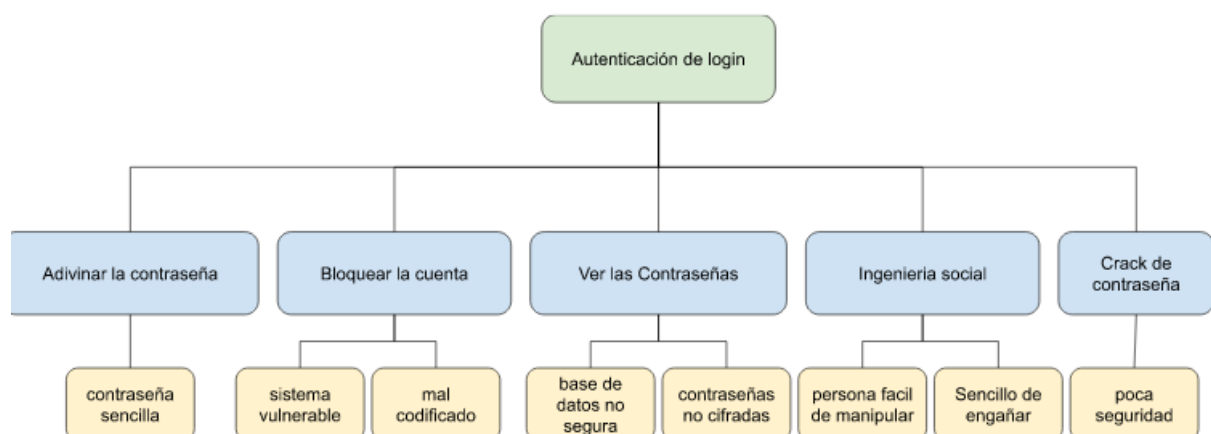 Autenticación de login
Adivinar la contraseña
Bloquear la cuenta
Ver las Contraseñas
Ingenieria social
Crack de
contraseña
contraseña
sencilla
sistema
vulnerable
mal
codificado
base de
datos no
segura
contraseñas
no cifradas
persona facil
de manipular
Sencillo de
engañar
poca
seguridad